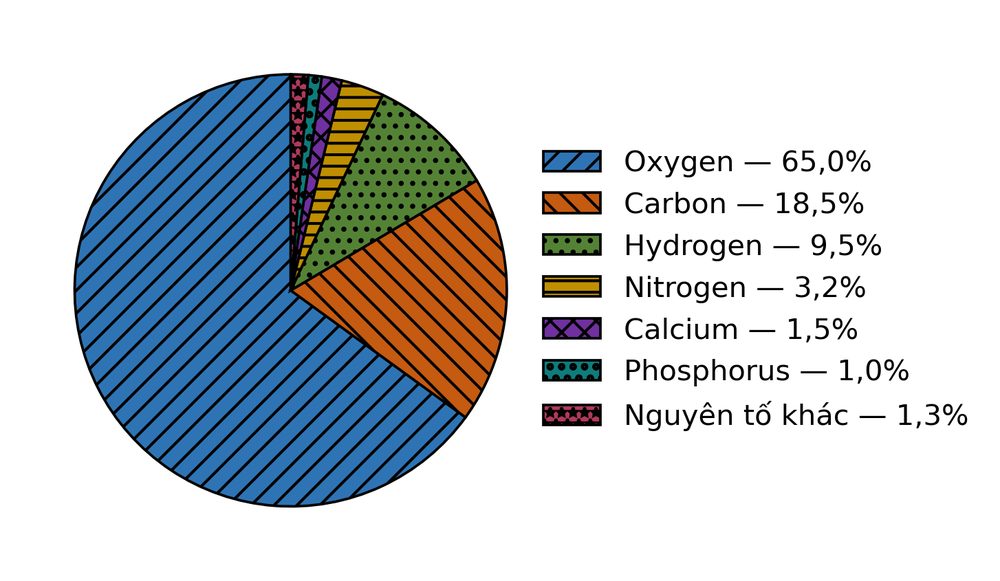 Oxygen — 65,0%
Carbon — 18,5%
Hydrogen — 9,5%
Nitrogen — 3,2%
Calcium — 1,5%
Phosphorus — 1,0%
Nguyên tố khác — 1,3%